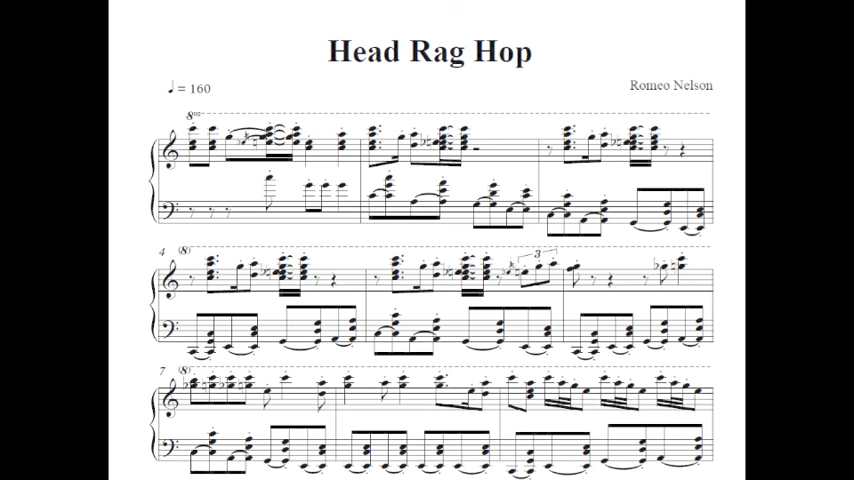 Head Rag Hop
♩ = 160
Romeo Nelson
8va
4
(8)
3
7
(8)